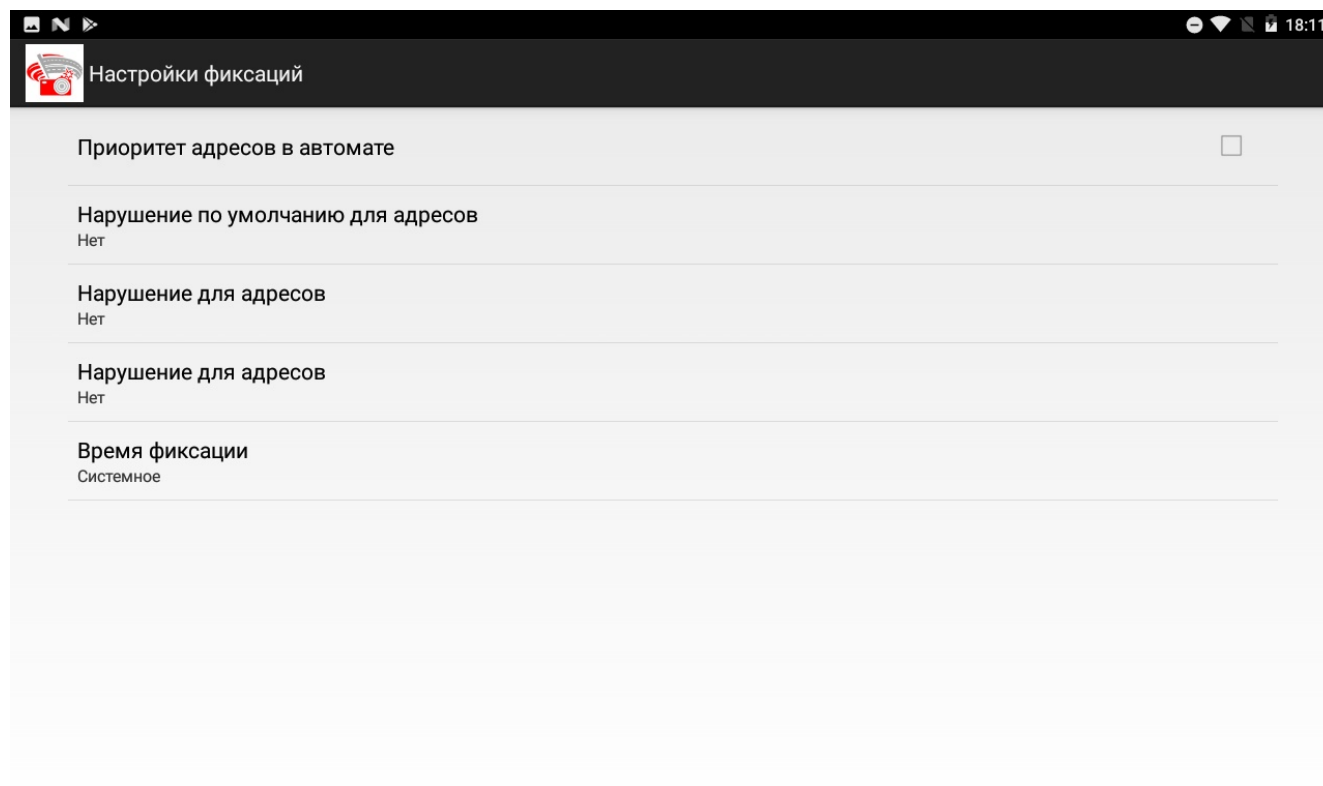 18:11
Настройки фиксаций
Приоритет адресов в автомате
Нарушение по умолчанию для адресов
Нет
Нарушение для адресов
Нет
Нарушение для адресов
Нет
Время фиксации
Системное